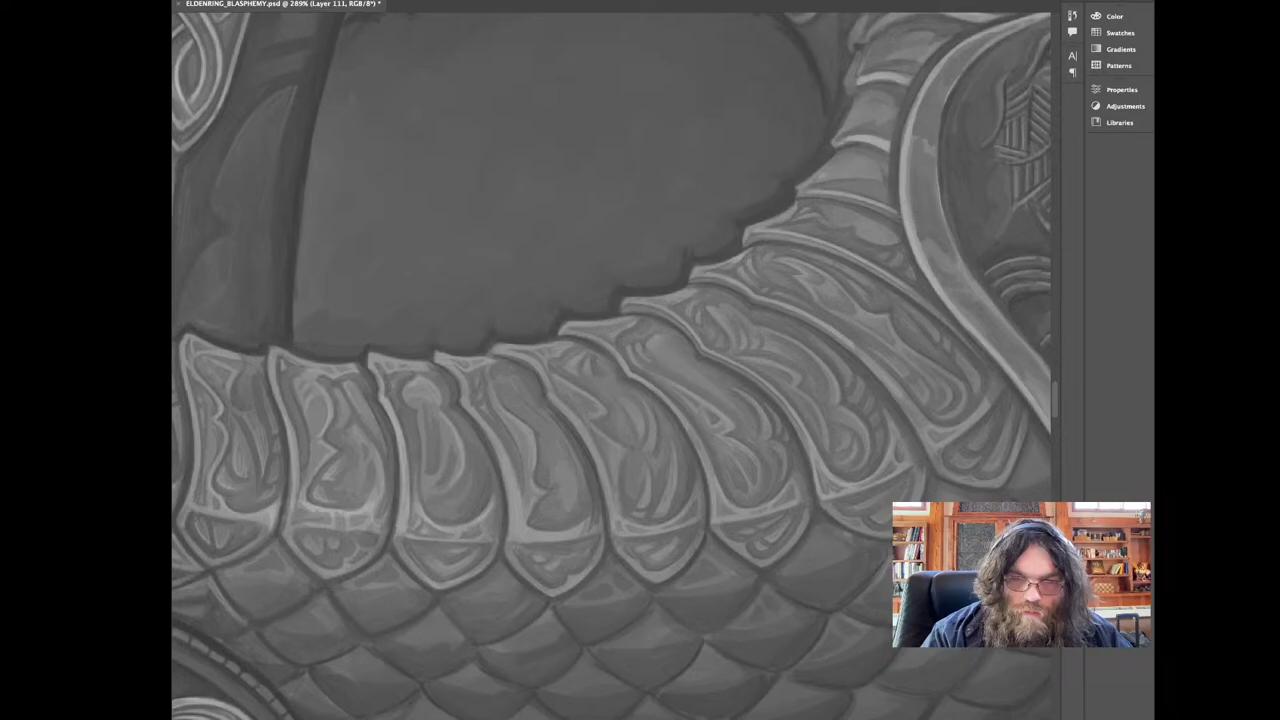 ELDENRING_BLASPHEMY.psd @ 289% (Layer 111, RGB/8*) *
Color
Swatches
Gradients
Patterns
Properties
Adjustments
Libraries